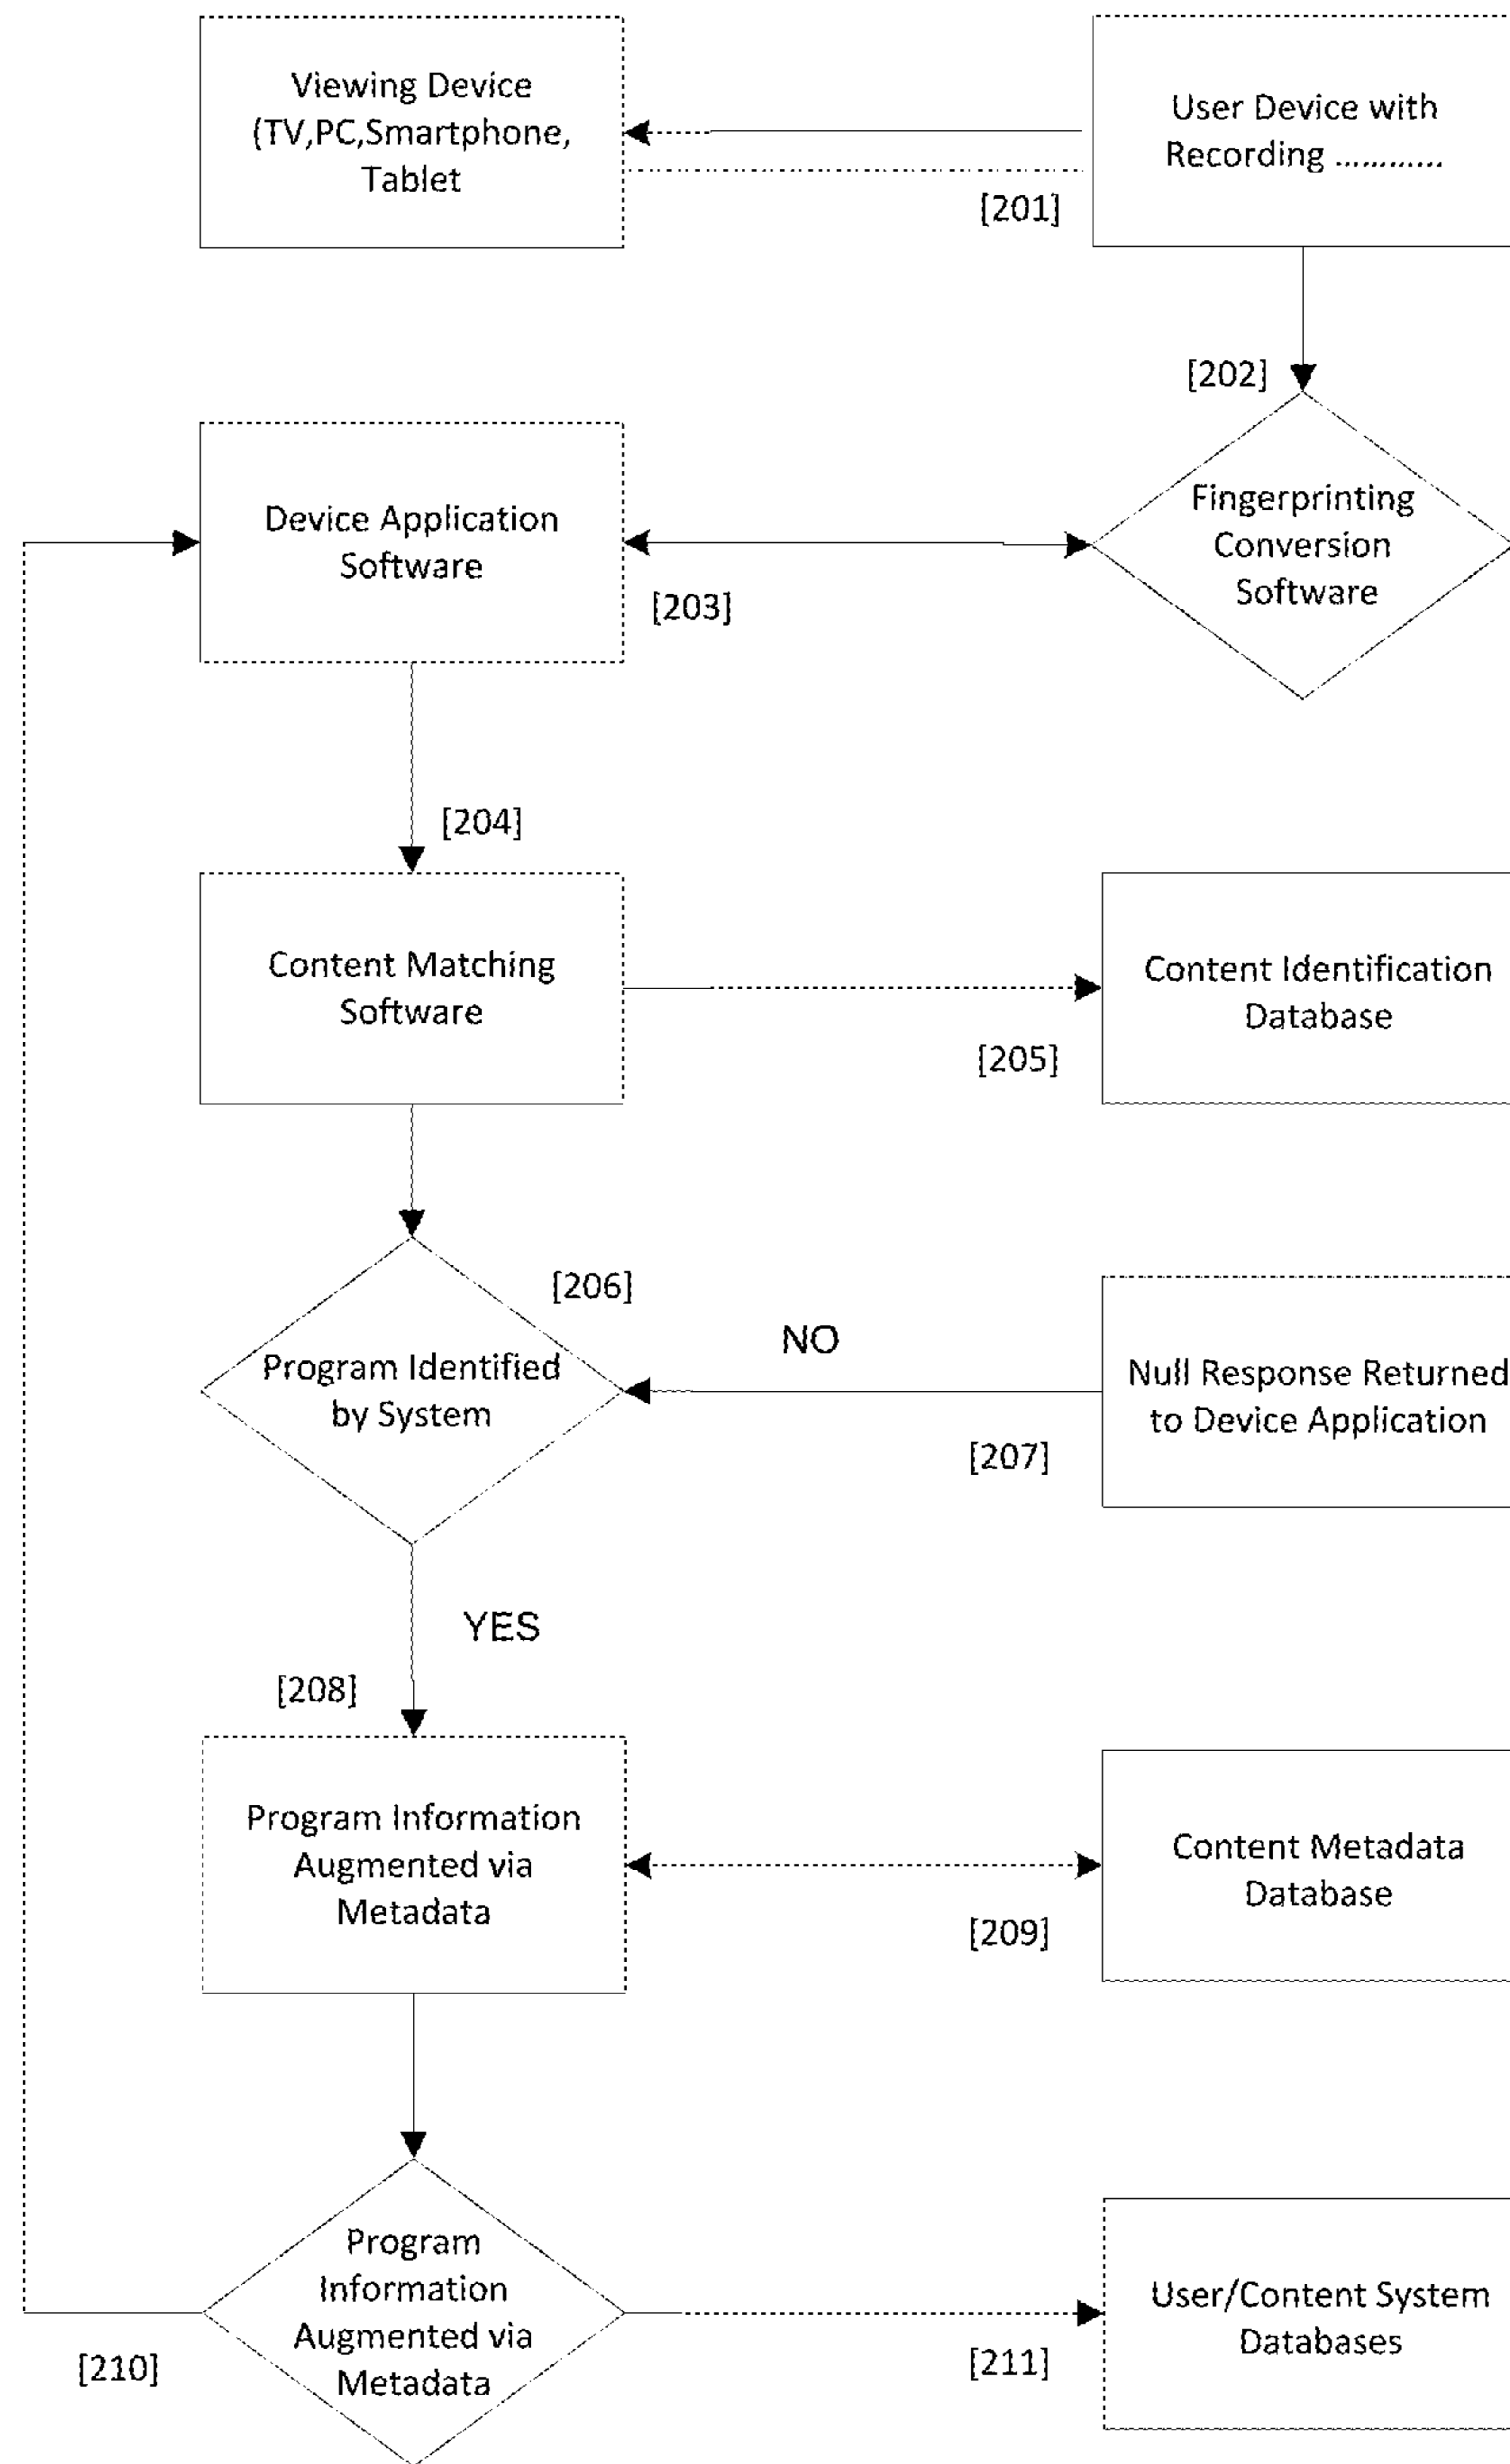 Viewing Device
(TV,PC,Smartphone,
Tablet
User Device with
Recording ............
[201]
[202]
Device Application
Software
Fingerprinting
Conversion
Software
[203]
[204]
Content Matching
Software
Content Identification
Database
[205]
[206]
NO
Program Identified
by System
Null Response Returned
to Device Application
[207]
YES
[208]
Program Information
Augmented via
Metadata
Content Metadata
Database
[209]
Program
Information
Augmented via
Metadata
User/Content System
Databases
[210]
[211]